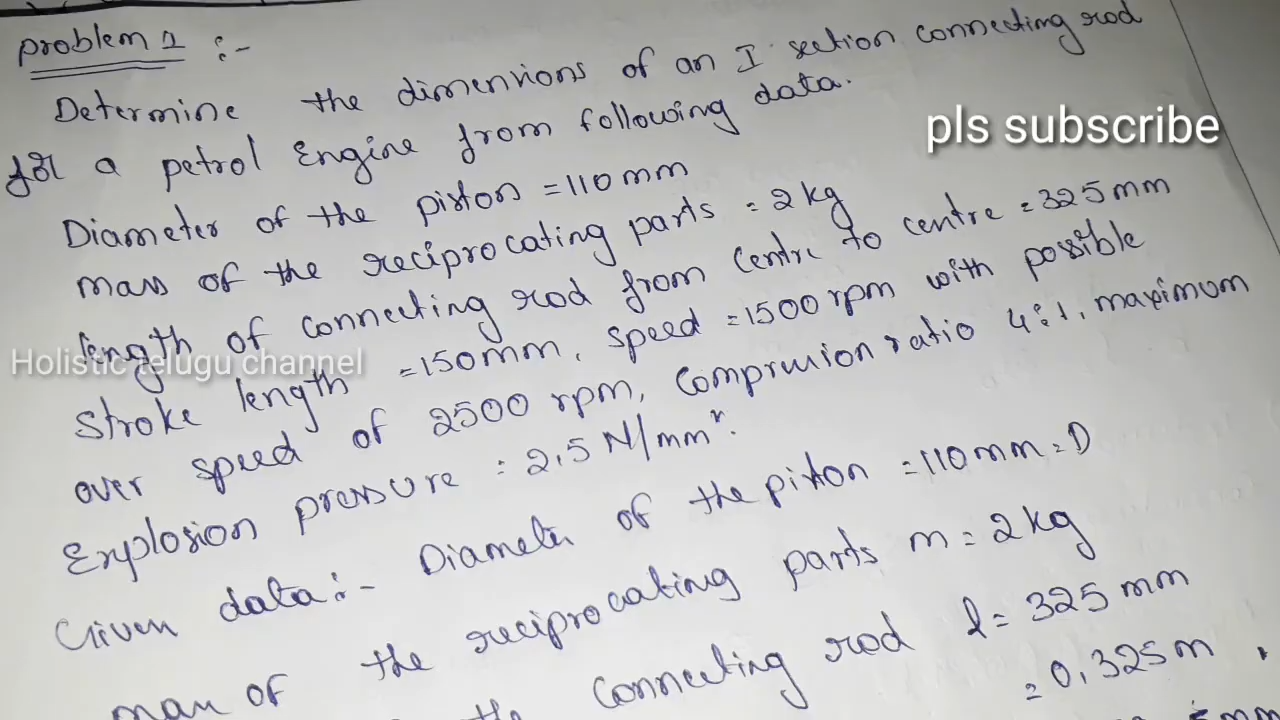 problem 1 :-
Determine the dimensions of an I section connecting rod
for a petrol Engine from following data.
pls subscribe
Diameter of the piston = 110 mm
mass of the reciprocating parts = 2 kg
length of connecting rod from centre to centre = 325 mm
Holistic Telugu channel
stroke length = 150 mm, speed = 1500 rpm with possible
over speed of 2500 rpm, compression ratio 4:1, maximum
Explosion pressure = 2.5 N/mm²
Given data:- Diameter of the piston = 110 mm = D
mass of the reciprocating parts m = 2 kg
the connecting rod l = 325 mm
= 0.325 m